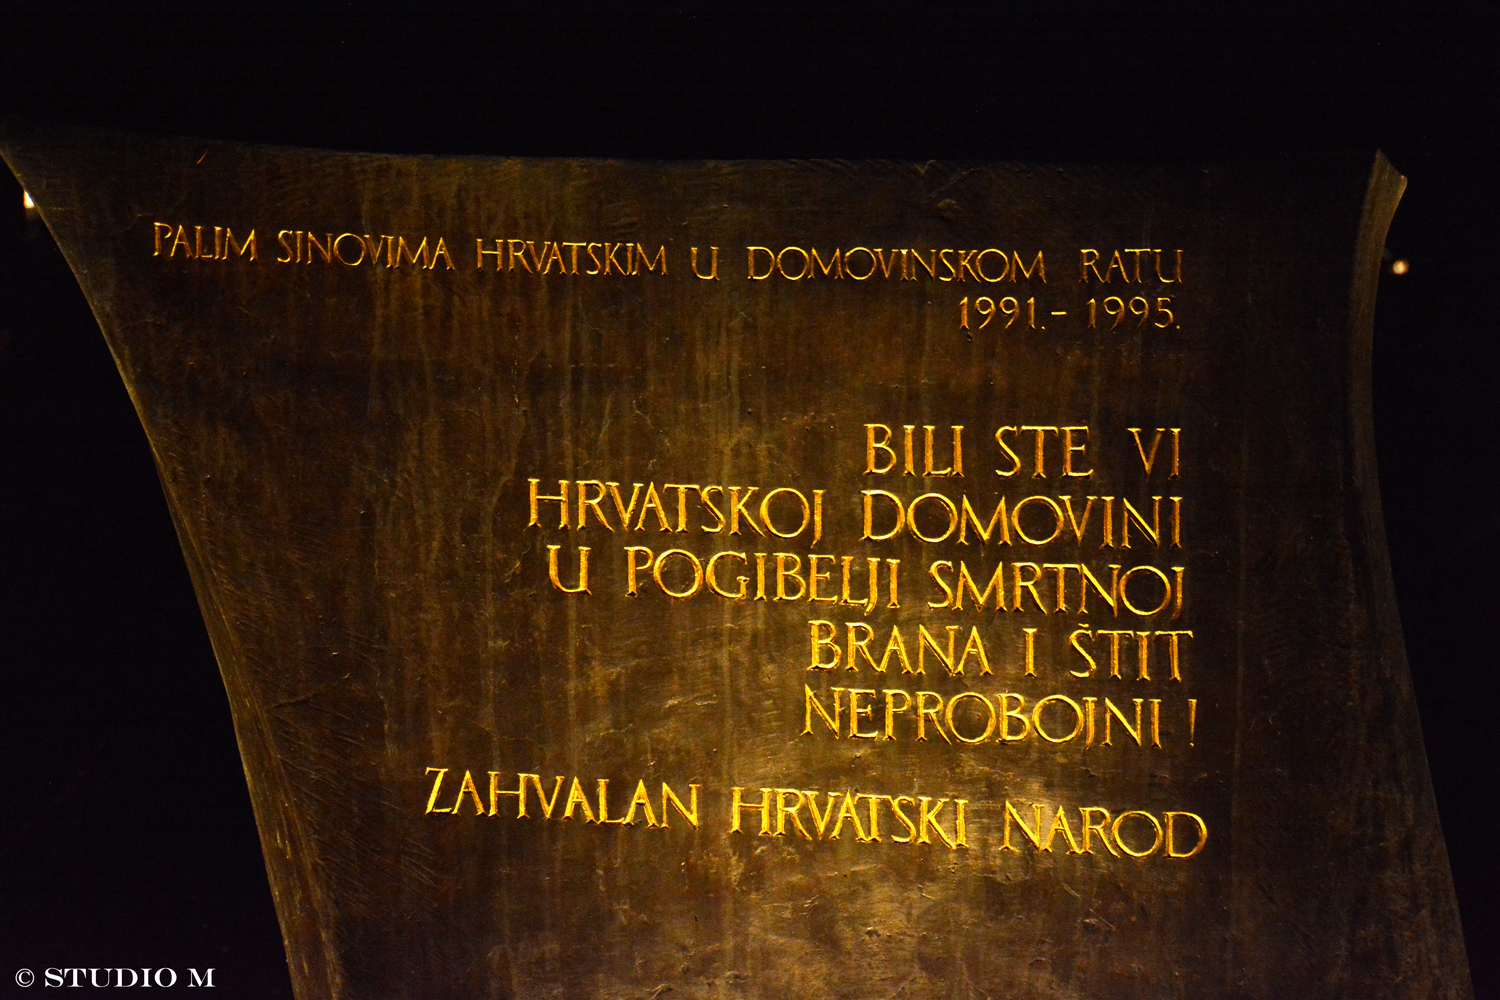 PALIM SINOVIMA HRVATSKIM U DOMOVINSKOM RATU
1991.- 1995.
BILI STE VI
HRVATSKOJ DOMOVINI
U POGIBELJI SMRTNOJ
BRANA I ŠTIT
NEPROBOJNI!
ZAHVALAN HRVATSKI NAROD
© STUDIO M